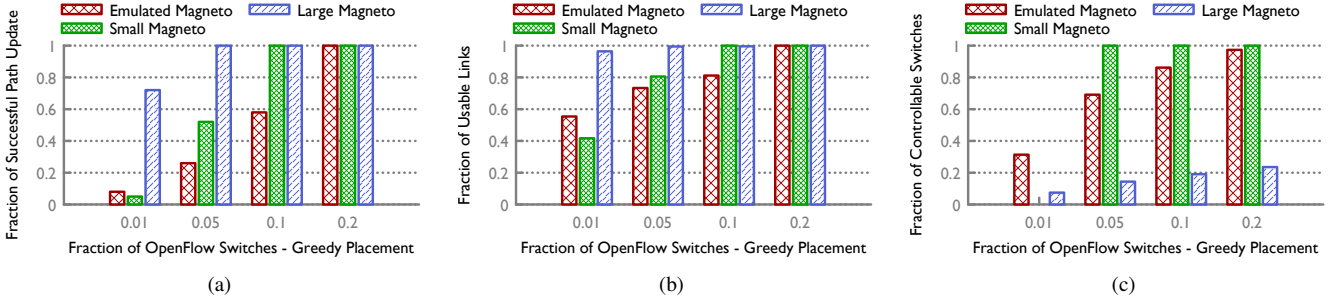 Emulated Magneto
Large Magneto
Small Magneto
Fraction of Successful Path Update
1
0.8
0.6
0.4
0.2
0
0.01
0.05
0.1
0.2
Fraction of OpenFlow Switches - Greedy Placement
(a)
Emulated Magneto
Large Magneto
Small Magneto
Fraction of Usable Links
1
0.8
0.6
0.4
0.2
0
0.01
0.05
0.1
0.2
Fraction of OpenFlow Switches - Greedy Placement
(b)
Emulated Magneto
Large Magneto
Small Magneto
Fraction of Controllable Switches
1
0.8
0.6
0.4
0.2
0
0.01
0.05
0.1
0.2
Fraction of OpenFlow Switches - Greedy Placement
(c)